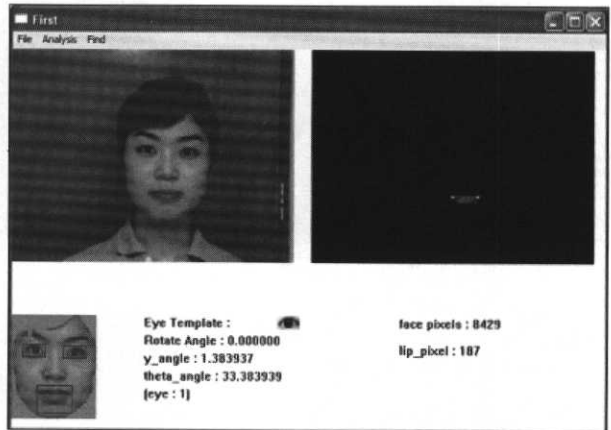 First
File Analysis Find
Eye Template :
Rotate Angle : 0.000000
y_angle : 1.383937
theta_angle : 33.383939
(eye : 1)
face pixels : 8429
lip_pixel : 187